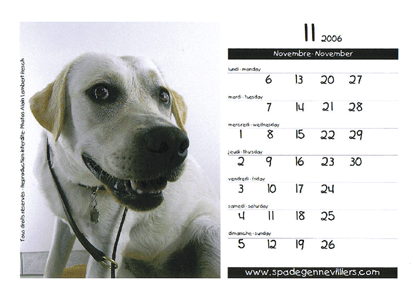 Tous droits réservés - Reproduction interdite - Photos Alain Lambert Resch
11 2006
Novembre - November
lundi - monday
6 13 20 27
mardi - tuesday
7 14 21 28
mercredi - wednesday
1 8 15 22 29
jeudi - thursday
2 9 16 23 30
vendredi - friday
3 10 17 24
samedi - saturday
4 11 18 25
dimanche - sunday
5 12 19 26
www.spadegennevilliers.com